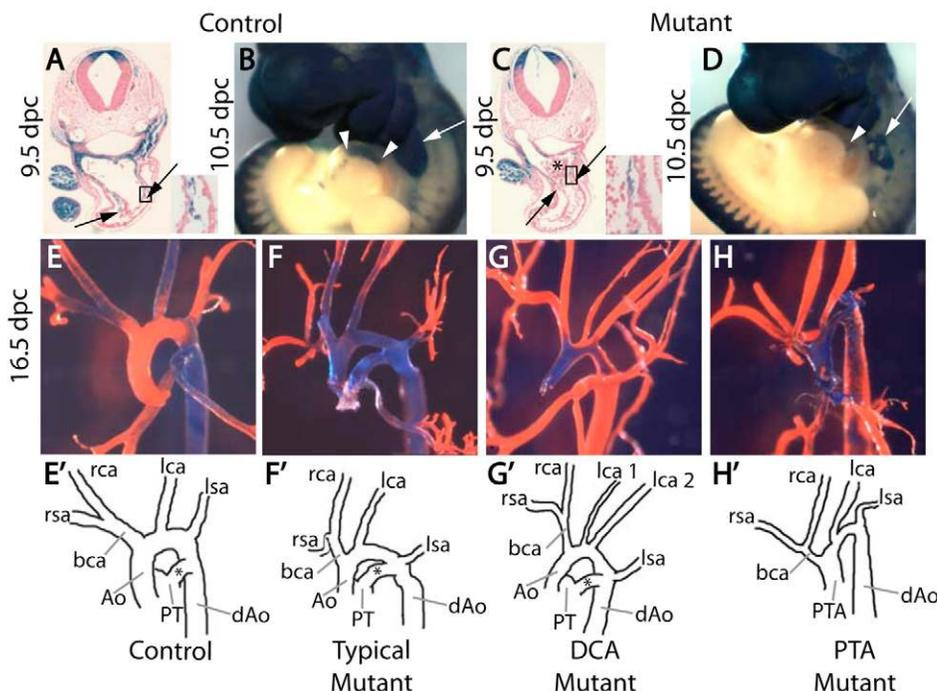 Control
Mutant
9.5 dpc
A
10.5 dpc
B
9.5 dpc
C
*
10.5 dpc
D
16.5 dpc
E
F
G
H
E'
rca
lca
lsa
rsa
bca
Ao
*
PT
dAo
Control
F'
rca
lca
rsa
bca
lsa
Ao
*
PT
dAo
Typical
Mutant
G'
rca
lca 1
lca 2
rsa
bca
lsa
Ao
*
PT
dAo
DCA
Mutant
H'
rca
lca
lsa
rsa
bca
PTA
dAo
PTA
Mutant